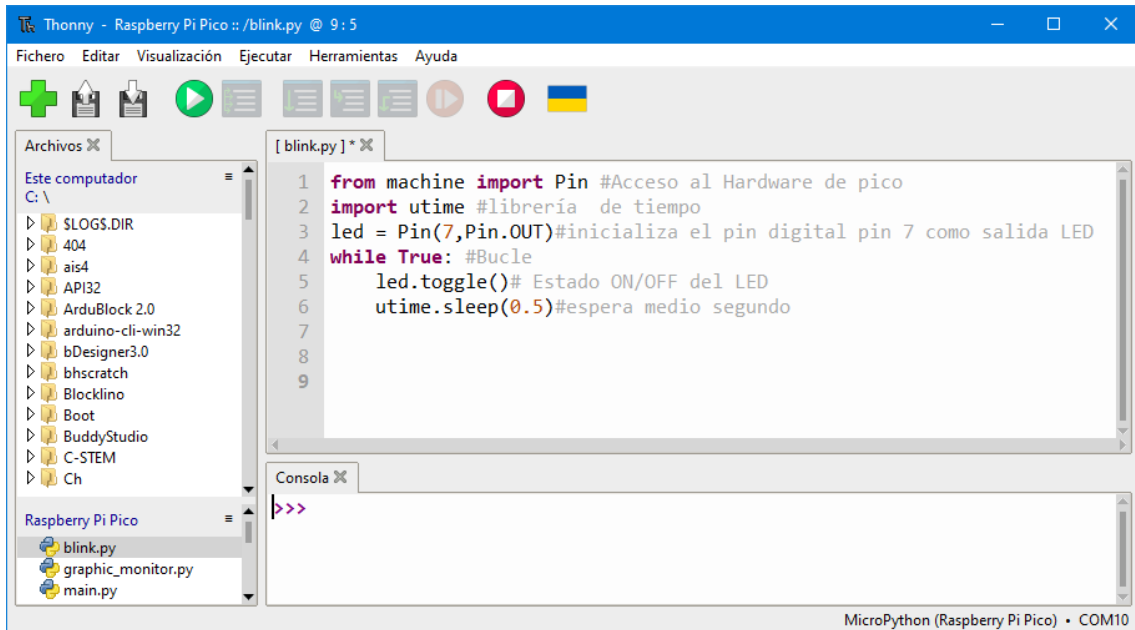 Thonny - Raspberry Pi Pico :: /blink.py @ 9 : 5
Fichero Editar Visualización Ejecutar Herramientas Ayuda
Archivos
Este computador
C: \
$LOG$.DIR
404
ais4
API32
ArduBlock 2.0
arduino-cli-win32
bDesigner3.0
bhscratch
Blocklino
Boot
BuddyStudio
C-STEM
Ch
Raspberry Pi Pico
blink.py
graphic_monitor.py
main.py
[ blink.py ] *
1 from machine import Pin #Acceso al Hardware de pico
2 import utime #librería  de tiempo
3 led = Pin(7,Pin.OUT)#inicializa el pin digital pin 7 como salida LED
4 while True: #Bucle
5     led.toggle()# Estado ON/OFF del LED
6     utime.sleep(0.5)#espera medio segundo
7
8
9
Consola
>>>
MicroPython (Raspberry Pi Pico) • COM10